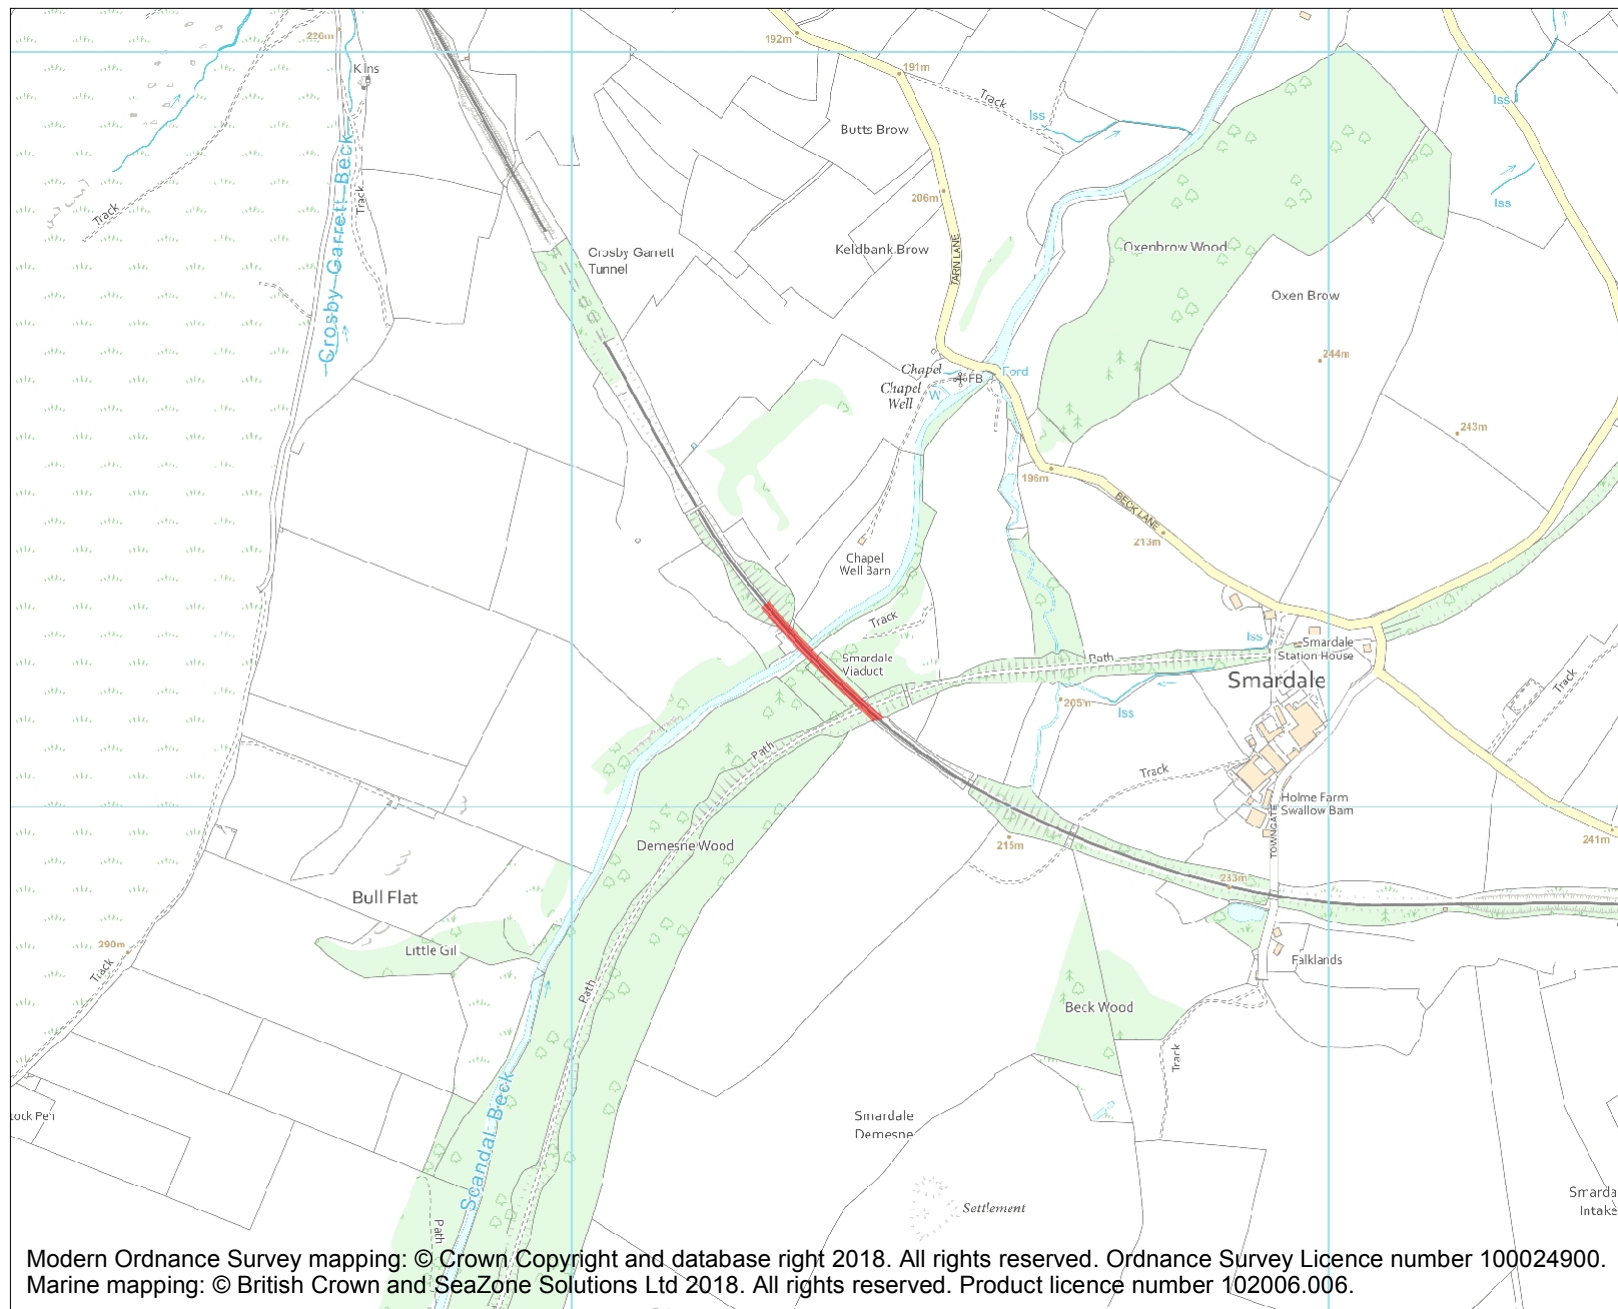 192m
191m
226m
Kilns
Track
Iss
Iss
Butts Brow
Crosby Garrett Beck
Track
Track
206m
Iss
Crosby Garrett
Tunnel
Keldbank Brow
TARN LANE
Oxenbrow Wood
Oxen Brow
244m
Chapel
FB
Ford
Chapel
Well
W
243m
196m
BECK LANE
213m
Chapel
Well Barn
Track
Iss
Smardale
Station House
Smardale
Viaduct
Path
Smardale
Track
205m
Iss
Path
Track
Holme Farm
Swallow Barn
TOWNGATE
241m
Demesne Wood
215m
233m
Bull Flat
Little Gill
290m
Track
Path
Falklands
Beck Wood
Track
Scandal Beck
tock Pen
Smardale
Demesne
Settlement
Smarda
Intake
Path
Modern Ordnance Survey mapping: © Crown Copyright and database right 2018. All rights reserved. Ordnance Survey Licence number 100024900.
Marine mapping: © British Crown and SeaZone Solutions Ltd 2018. All rights reserved. Product licence number 102006.006.